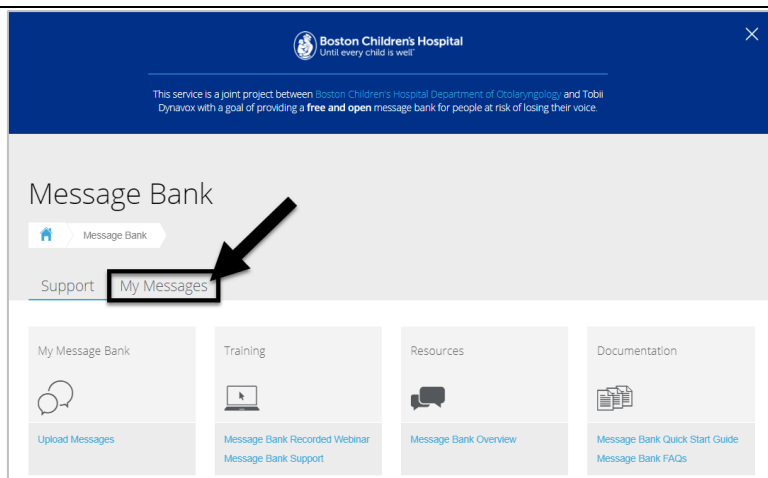 Boston Children's Hospital
Until every child is well™
This service is a joint project between Boston Children's Hospital Department of Otolaryngology and Tobii
Dynavox with a goal of providing a free and open message bank for people at risk of losing their voice.
Message Bank
Message Bank
Support My Messages
My Message Bank
Upload Messages
Training
Message Bank Recorded Webinar
Message Bank Support
Resources
Message Bank Overview
Documentation
Message Bank Quick Start Guide
Message Bank FAQs